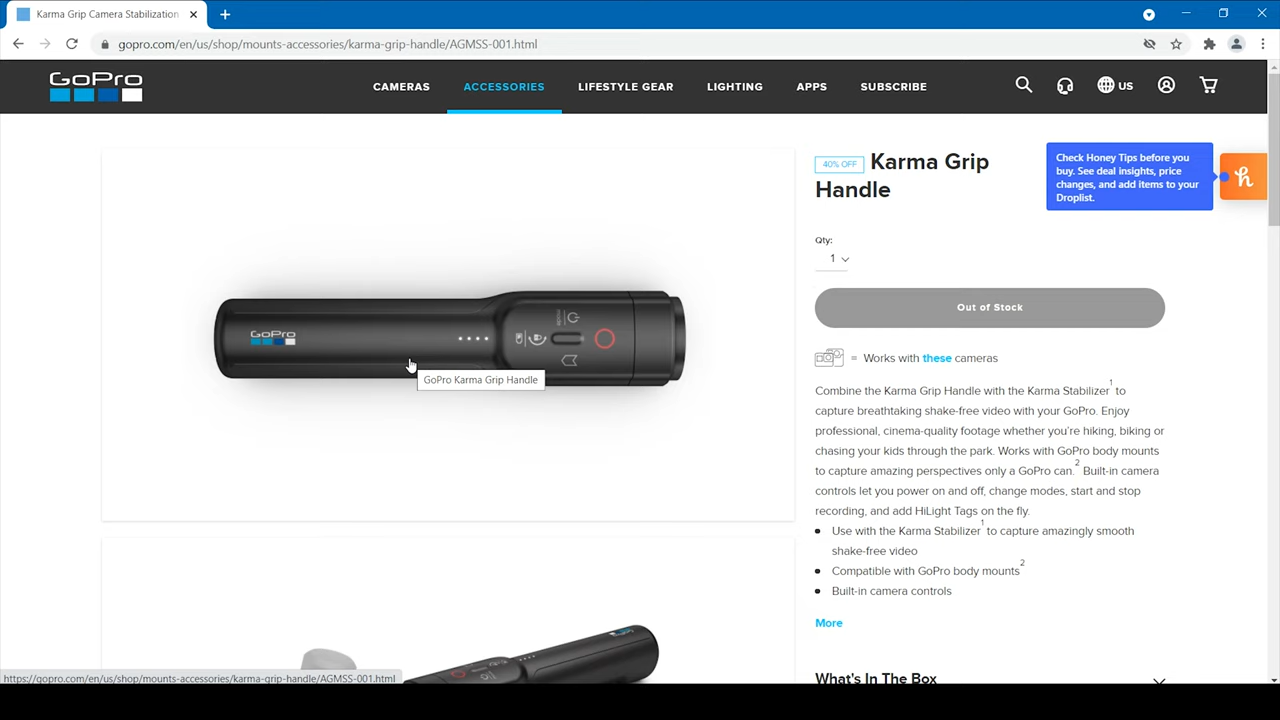 Karma Grip Camera Stabilization
gopro.com/en/us/shop/mounts-accessories/karma-grip-handle/AGMSS-001.html
GoPro
CAMERAS
ACCESSORIES
LIFESTYLE GEAR
LIGHTING
APPS
SUBSCRIBE
US
40% OFF Karma Grip
Handle
Check Honey Tips before you
buy. See deal insights, price
changes, and add items to your
Droplist.
h
Qty:
1
Out of Stock
GoPro
mode
GoPro Karma Grip Handle
= Works with these cameras
Combine the Karma Grip Handle with the Karma Stabilizer1 to
capture breathtaking shake-free video with your GoPro. Enjoy
professional, cinema-quality footage whether you're hiking, biking or
chasing your kids through the park. Works with GoPro body mounts
to capture amazing perspectives only a GoPro can.2 Built-in camera
controls let you power on and off, change modes, start and stop
recording, and add HiLight Tags on the fly.
Use with the Karma Stabilizer1 to capture amazingly smooth
shake-free video
Compatible with GoPro body mounts2
Built-in camera controls
More
What's In The Box
GoPro
https://gopro.com/en/us/shop/mounts-accessories/karma-grip-handle/AGMSS-001.html